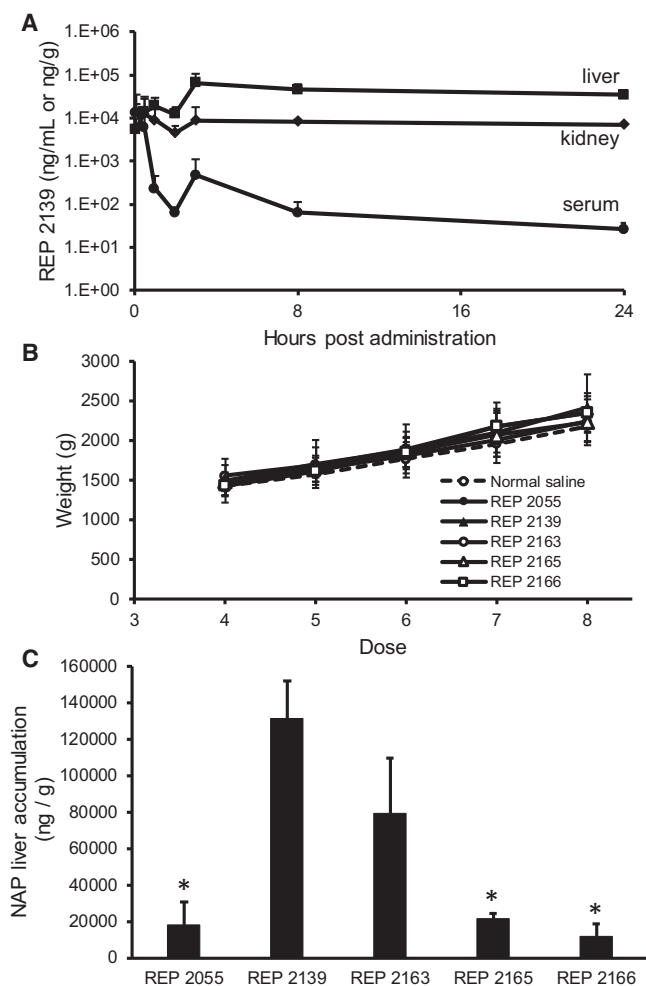 A
1.E+06
1.E+05
1.E+04
1.E+03
1.E+02
1.E+01
1.E+00
REP 2139 (ng/mL or ng/g)
liver
kidney
serum
0 8 16 24
Hours post administration
B
3000
2500
2000
1500
1000
500
0
Weight (g)
Normal saline
REP 2055
REP 2139
REP 2163
REP 2165
REP 2166
3 4 5 6 7 8
Dose
C
160000
140000
120000
100000
80000
60000
40000
20000
0
NAP liver accumulation
(ng / g)
*
*
*
REP 2055 REP 2139 REP 2163 REP 2165 REP 2166